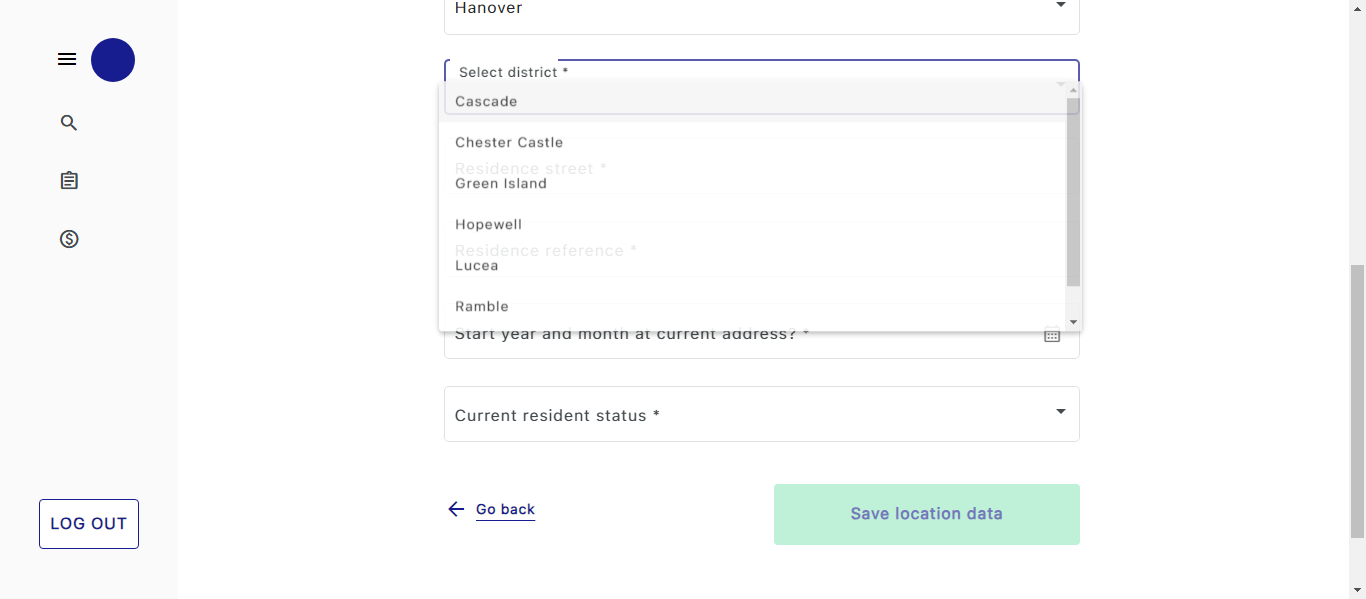 Hanover
Select district *
Cascade
Chester Castle
Residence street *
Green Island
Hopewell
Residence reference *
Lucea
Ramble
Start year and month at current address? *
Current resident status *
Go back
Save location data
LOG OUT